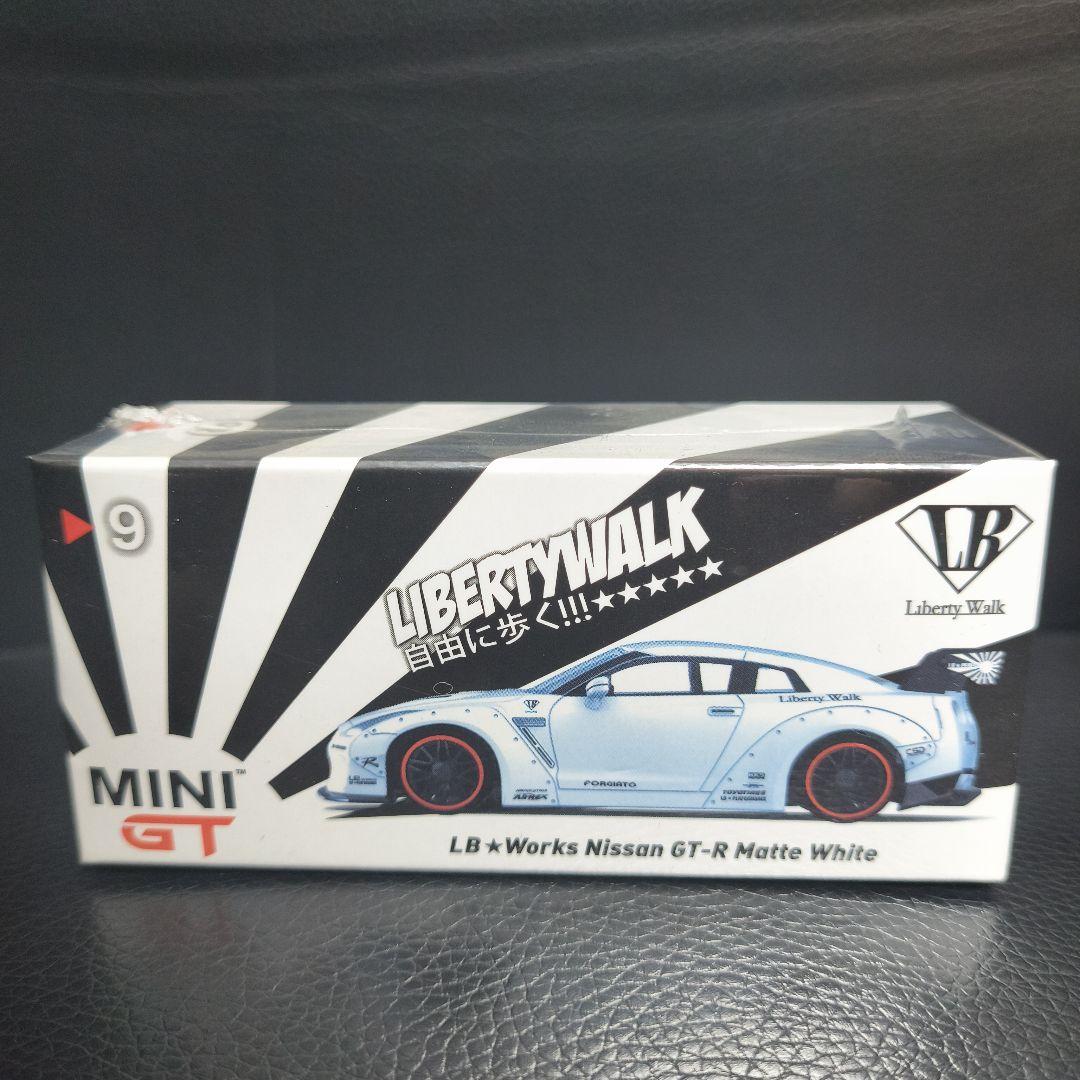 9
LIBERTYWALK
自由に歩く!!!★★★★★
LB
Liberty Walk
Liberty Walk
FORGIATO
MINI™
GT
LB★Works Nissan GT-R Matte White